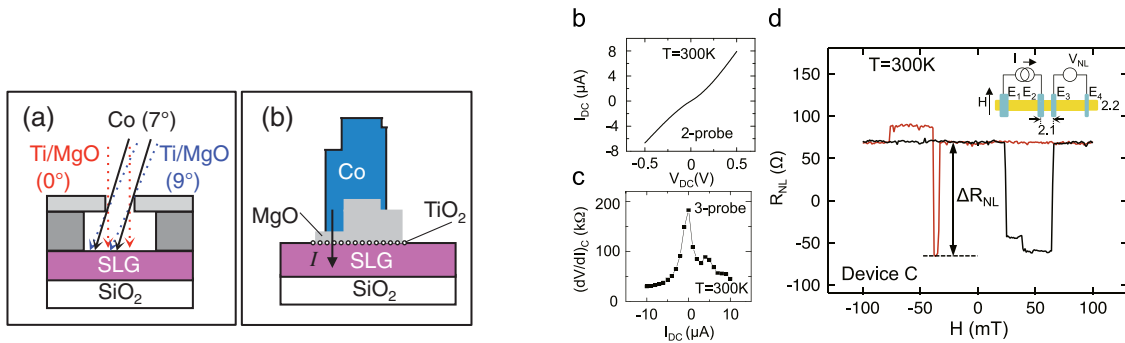 (a)
Co (7°)
Ti/MgO
(0°)
Ti/MgO
(9°)
SLG
SiO₂
(b)
Co
MgO
TiO₂
I
SLG
SiO₂
b
T=300K
2-probe
I_DC (μA)
8
4
0
-4
-8
-0.5
0
0.5
V_DC(V)
c
3-probe
T=300K
(dV/dI)_C (kΩ)
200
100
0
-10
0
10
I_DC (μA)
d
T=300K
I
V_NL
H
E₁ E₂ E₃ E₄
2.2
2.1
ΔR_NL
Device C
R_NL (Ω)
150
100
50
0
-50
-100
-100
-50
0
50
100
H (mT)